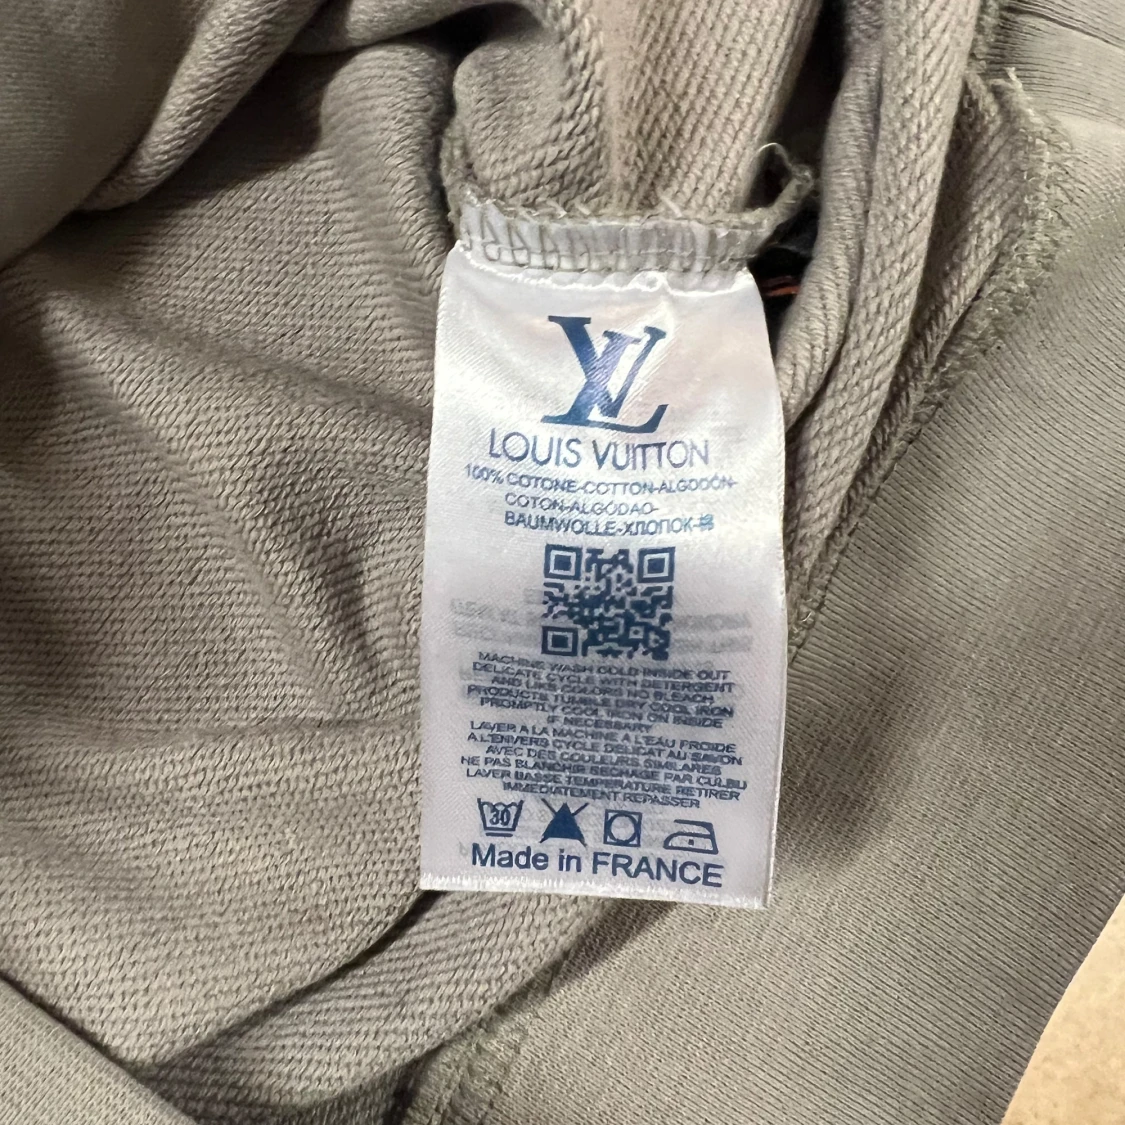 LV
LOUIS VUITTON
100% COTONE-COTTON-ALGODÓN-
COTON-ALGODAO-
BAUMWOLLE-ХЛОПОК-棉
MACHINE WASH COLD INSIDE OUT
DELICATE CYCLE WITH DETERGENT
AND LIKE COLORS NO BLEACH
PRODUCTS TUMBLE DRY COOL IRON
PROMPTLY COOL IRON ON INSIDE
IF NECESSARY
LAVER A LA MACHINE A L'EAU FROIDE
A L'ENVERS CYCLE DELICAT AU SAVON
AVEC DES COULEURS SIMILARES
NE PAS BLANCHIR SECHAGE PAR CULBU
LAVER BASSE TEMPERATURE RETIRER
IMMEDIATEMENT REPASSER
30
Made in FRANCE